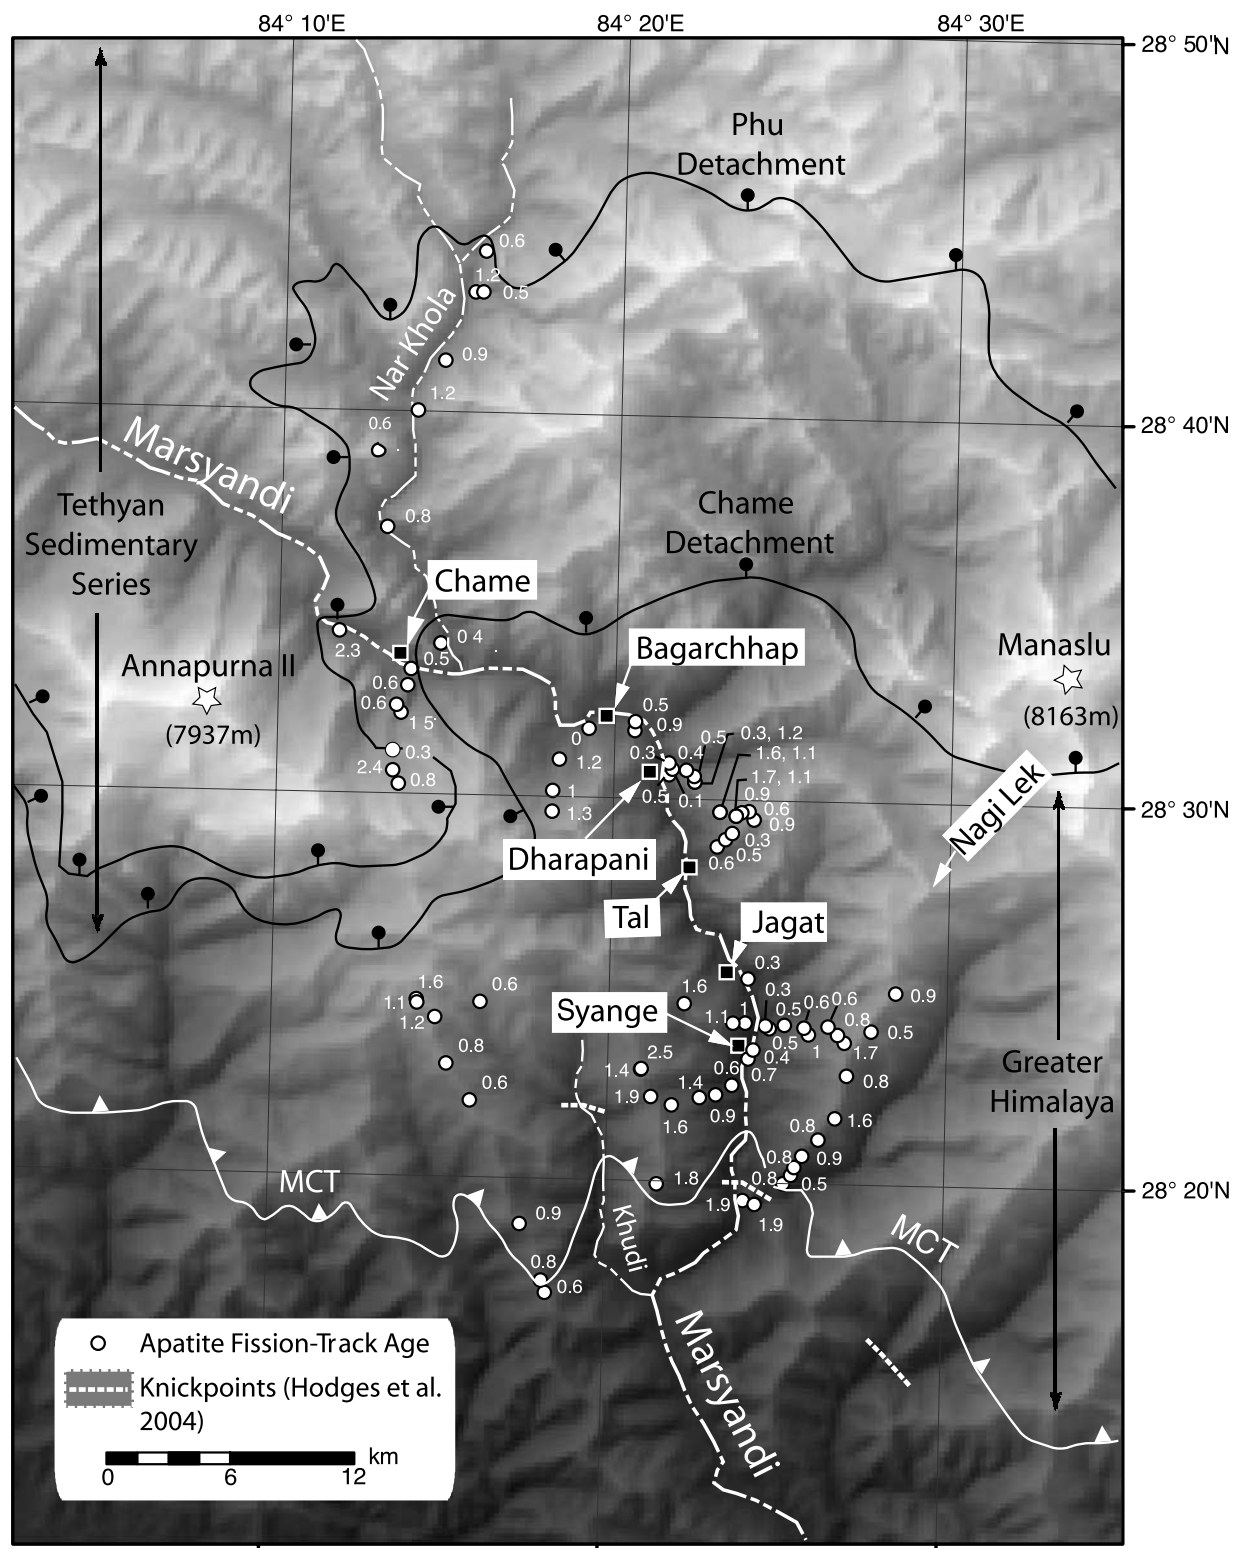 84° 10'E
84° 20'E
84° 30'E
28° 50'N
Phu
Detachment
0.6
1.2
0.5
Nar Khola
0.9
1.2
0.6
28° 40'N
Marsyandi
0.8
Tethyan
Sedimentary
Series
Chame
Detachment
Chame
0 4
2.3
0.5
Bagarchhap
Manaslu
(8163m)
Annapurna II
(7937m)
0.6
0.6
1 5
0.3
2.4
0.8
0.5
0.9
0
1.2
1
1.3
0.3
0.4
0.5
0.3, 1.2
1.6, 1.1
1.7, 1.1
0.5
0.1
0.9
0.6
0.9
0.3
0.5
0.6
Nagi Lek
28° 30'N
Dharapani
Tal
Jagat
0.3
1.6
1.1
1.2
0.6
1.6
0.3
0.9
Syange
1.1
1
0.5
0.6
0.6
0.8
0.5
0.5
1
1.7
0.8
0.6
2.5
1.4
1.9
1.6
1.4
0.9
0.6
0.4
0.7
0.8
1.6
Greater
Himalaya
0.8
0.8
0.9
0.8
0.5
1.8
1.9
1.9
MCT
28° 20'N
0.9
0.8
0.6
Khudi
MCT
Marsyandi
Apatite Fission-Track Age
Knickpoints (Hodges et al.
2004)
km
0
6
12